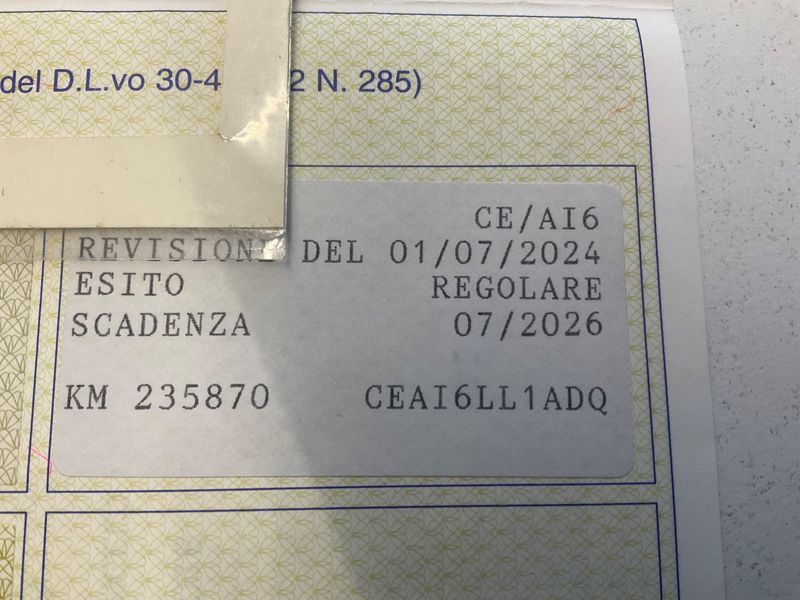 del D.L.vo 30-4 2 N. 285)
CE/AI6
REVISIONE DEL 01/07/2024
ESITO REGOLARE
SCADENZA 07/2026
KM 235870 CEAI6LL1ADQ